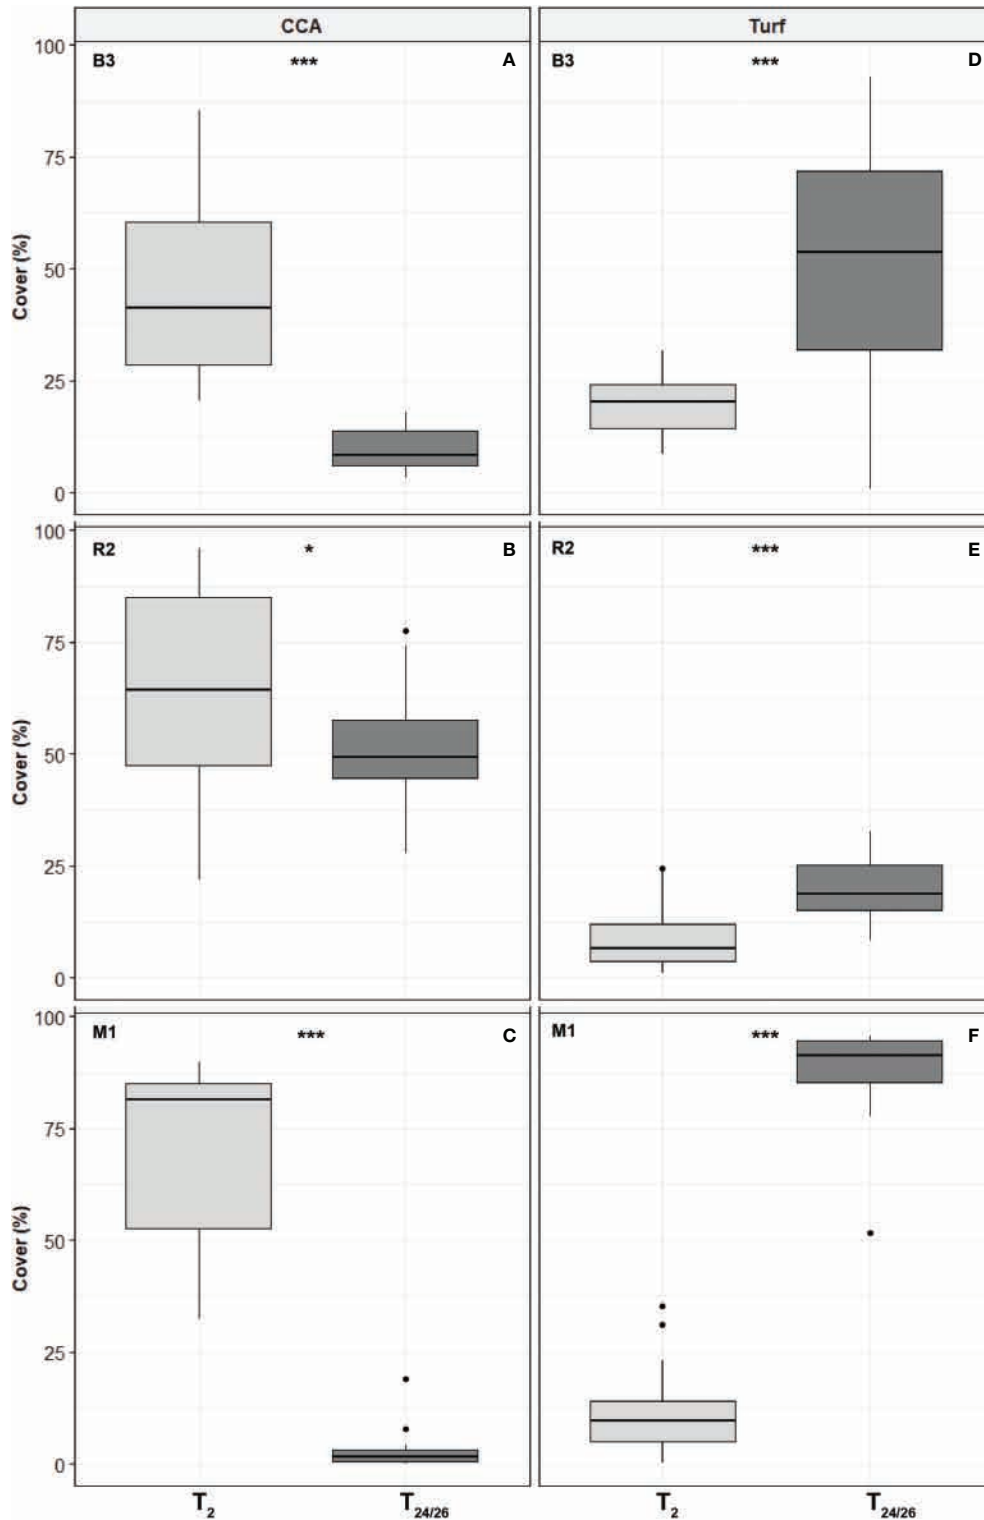 CCA Turf
B3 *** A
B3 *** D
100
75
50
25
0
Cover (%)
R2 * B
R2 *** E
100
75
50
25
0
Cover (%)
M1 *** C
M1 *** F
100
75
50
25
0
Cover (%)
T2 T24/26 T2 T24/26